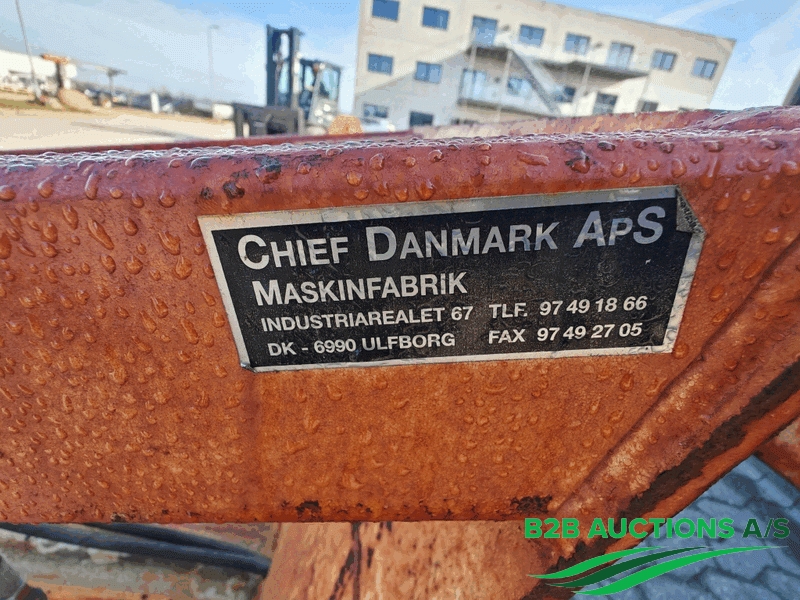 CHIEF DANMARK APS
MASKINFABRIK
INDUSTRIAREALET 67 TLF. 97 49 18 66
DK - 6990 ULFBORG FAX 97 49 27 05
B2B AUCTIONS A/S